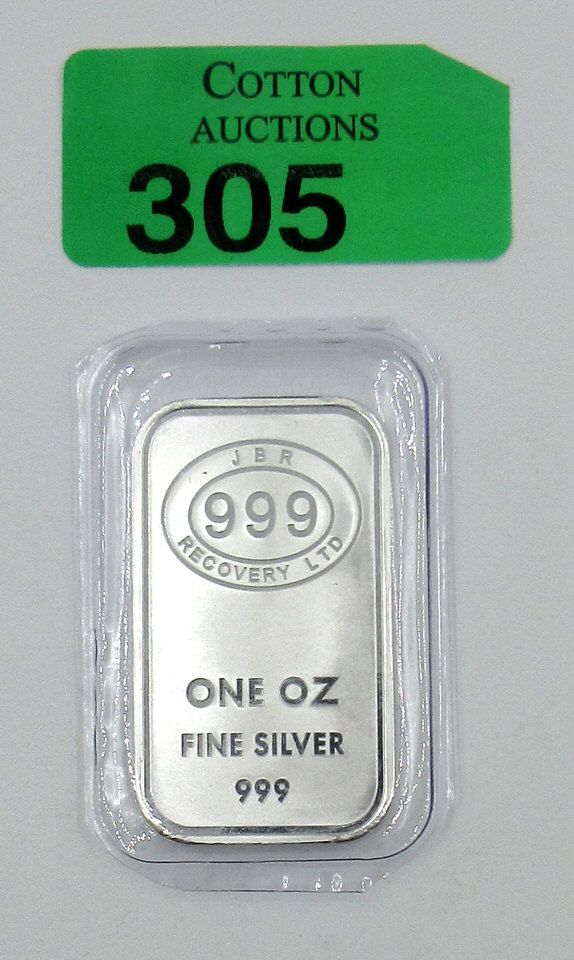 COTTON
AUCTIONS
305
JBR
999
RECOVERY LTD
ONE OZ
FINE SILVER
999